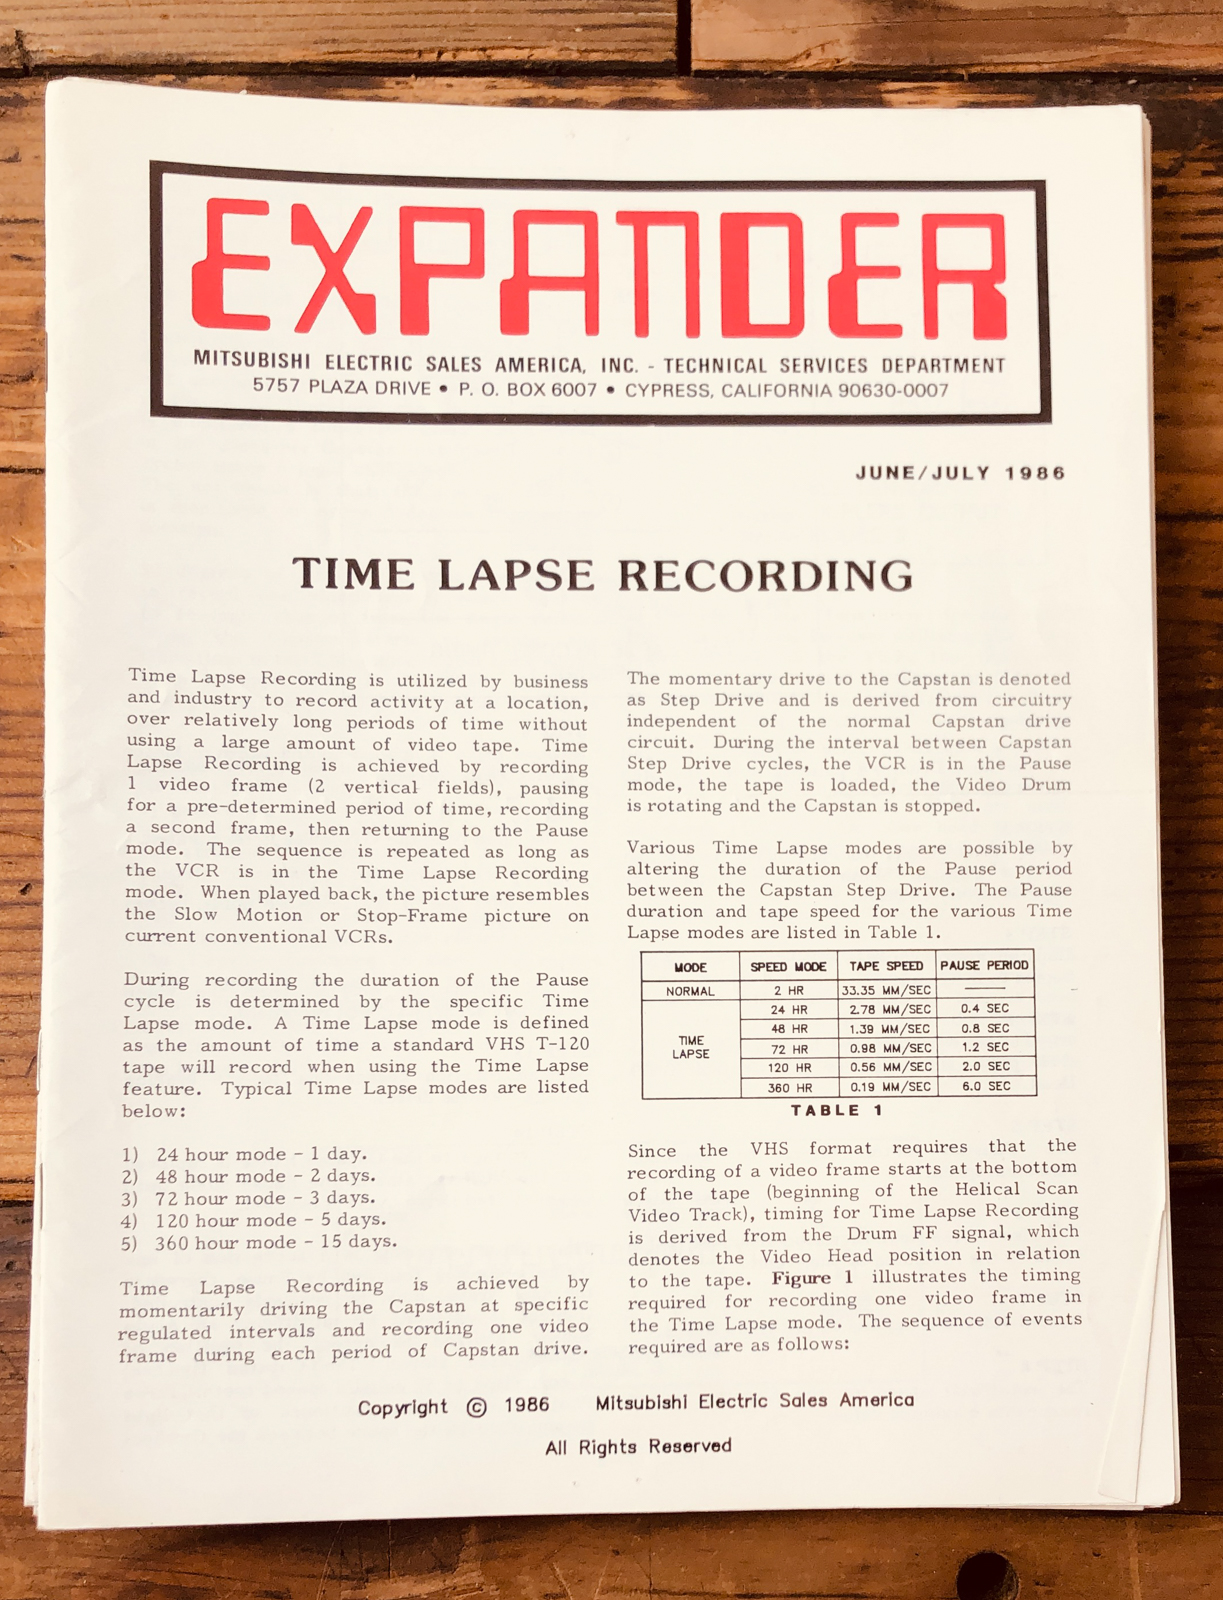 EXPANDER
MITSUBISHI ELECTRIC SALES AMERICA, INC. - TECHNICAL SERVICES DEPARTMENT
5757 PLAZA DRIVE • P. O. BOX 6007 • CYPRESS, CALIFORNIA 90630-0007
JUNE/JULY 1986
TIME LAPSE RECORDING
Time Lapse Recording is utilized by business
and industry to record activity at a location,
over relatively long periods of time without
using a large amount of video tape. Time
Lapse Recording is achieved by recording
1 video frame (2 vertical fields), pausing
for a pre-determined period of time, recording
a second frame, then returning to the Pause
mode. The sequence is repeated as long as
the VCR is in the Time Lapse Recording
mode. When played back, the picture resembles
the Slow Motion or Stop-Frame picture on
current conventional VCRs.
During recording the duration of the Pause
cycle is determined by the specific Time
Lapse mode. A Time Lapse mode is defined
as the amount of time a standard VHS T-120
tape will record when using the Time Lapse
feature. Typical Time Lapse modes are listed
below:
1) 24 hour mode - 1 day.
2) 48 hour mode - 2 days.
3) 72 hour mode - 3 days.
4) 120 hour mode - 5 days.
5) 360 hour mode - 15 days.
Time Lapse Recording is achieved by
momentarily driving the Capstan at specific
regulated intervals and recording one video
frame during each period of Capstan drive.
The momentary drive to the Capstan is denoted
as Step Drive and is derived from circuitry
independent of the normal Capstan drive
circuit. During the interval between Capstan
Step Drive cycles, the VCR is in the Pause
mode, the tape is loaded, the Video Drum
is rotating and the Capstan is stopped.
Various Time Lapse modes are possible by
altering the duration of the Pause period
between the Capstan Step Drive. The Pause
duration and tape speed for the various Time
Lapse modes are listed in Table 1.
MODE SPEED MODE TAPE SPEED PAUSE PERIOD
NORMAL 2 HR 33.35 MM/SEC ——
24 HR 2.78 MM/SEC 0.4 SEC
48 HR 1.39 MM/SEC 0.8 SEC
TIME
LAPSE
72 HR 0.98 MM/SEC 1.2 SEC
120 HR 0.56 MM/SEC 2.0 SEC
360 HR 0.19 MM/SEC 6.0 SEC
TABLE 1
Since the VHS format requires that the
recording of a video frame starts at the bottom
of the tape (beginning of the Helical Scan
Video Track), timing for Time Lapse Recording
is derived from the Drum FF signal, which
denotes the Video Head position in relation
to the tape. Figure 1 illustrates the timing
required for recording one video frame in
the Time Lapse mode. The sequence of events
required are as follows:
Copyright © 1986 Mitsubishi Electric Sales America
All Rights Reserved